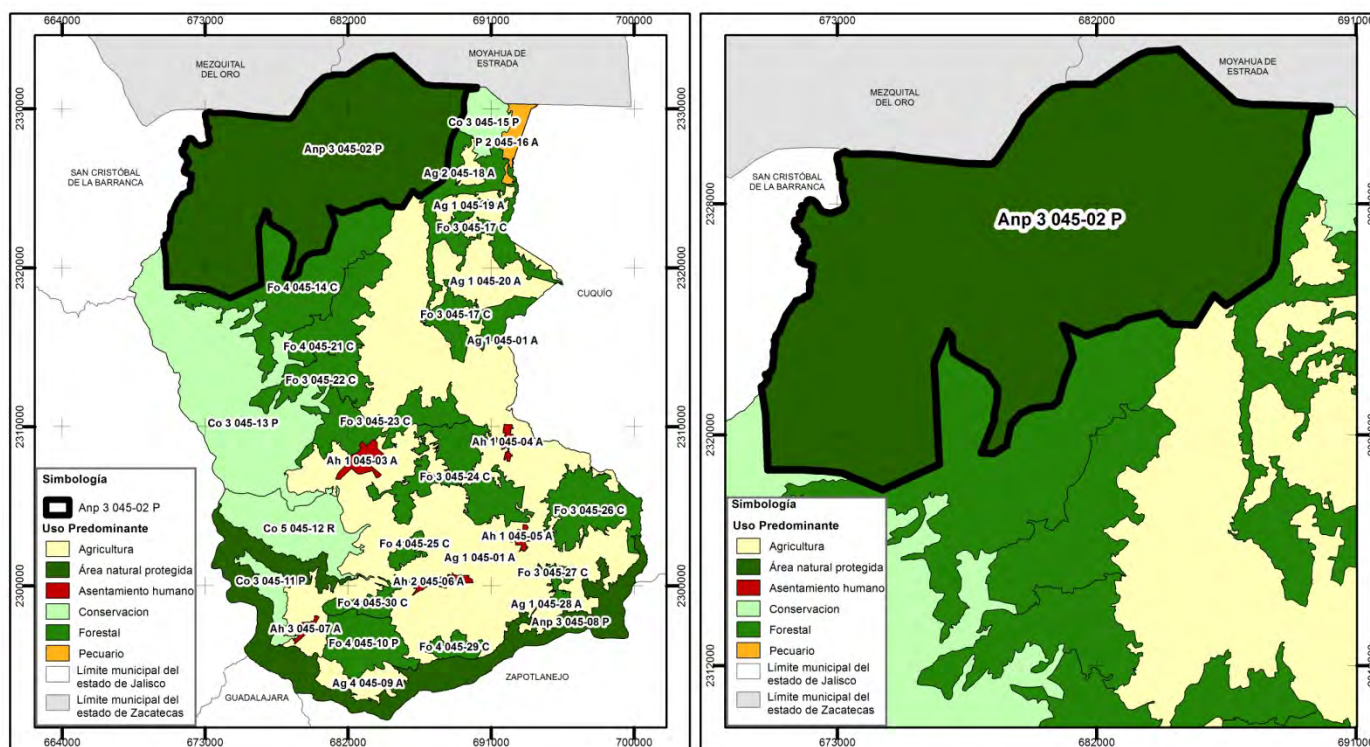 664000 673000 682000 691000 700000
MEZQUITAL
DEL ORO
MOYAHUA DE
ESTRADA
2330000
Co 3 045-15 P
P 2 045-16 A
Anp 3 045-02 P
SAN CRISTÓBAL
DE LA BARRANCA
Ag 2 045-18 A
Ag 1 045-19 A
Fo 3 045-17 C
2320000
Fo 4 045-14 C
Ag 1 045-20 A
CUQUÍO
Fo 3 045-17 C
Ag 1 045-01 A
Fo 4 045-21 C
Fo 3 045-22 C
Co 3 045-13 P
Fo 3 045-23 C
2310000
Ah 1 045-04 A
Ah 1 045-03 A
Fo 3 045-24 C
Fo 3 045-26 C
Co 5 045-12 R
Ah 1 045-05 A
Fo 4 045-25 C
Ag 1 045-01 A
2300000
Co 3 045-11 P
Ah 2 045-06 A
Fo 3 045-27 C
Fo 4 045-30 C
Ag 1 045-28 A
Anp 3 045-08 P
Ah 3 045-07 A
Fo 4 045-10 P
Fo 4 045-29 C
Ag 4 045-09 A
ZAPOTLANEJO
GUADALAJARA
Simbología
Anp 3 045-02 P
Uso Predominante
Agricultura
Área natural protegida
Asentamiento humano
Conservacion
Forestal
Pecuario
Límite municipal del
estado de Jalisco
Límite municipal del
estado de Zacatecas
664000 673000 682000 691000 700000
673000 682000 691000
MOYAHUA DE
ESTRADA
MEZQUITAL
DEL ORO
SAN CRISTÓBAL
DE LA BARRANCA
2328000
Anp 3 045-02 P
2320000
2312000
Simbología
Uso Predominante
Agricultura
Área natural protegida
Asentamiento humano
Conservacion
Forestal
Pecuario
Límite municipal del
estado de Jalisco
Límite municipal del
estado de Zacatecas
673000 682000 691000